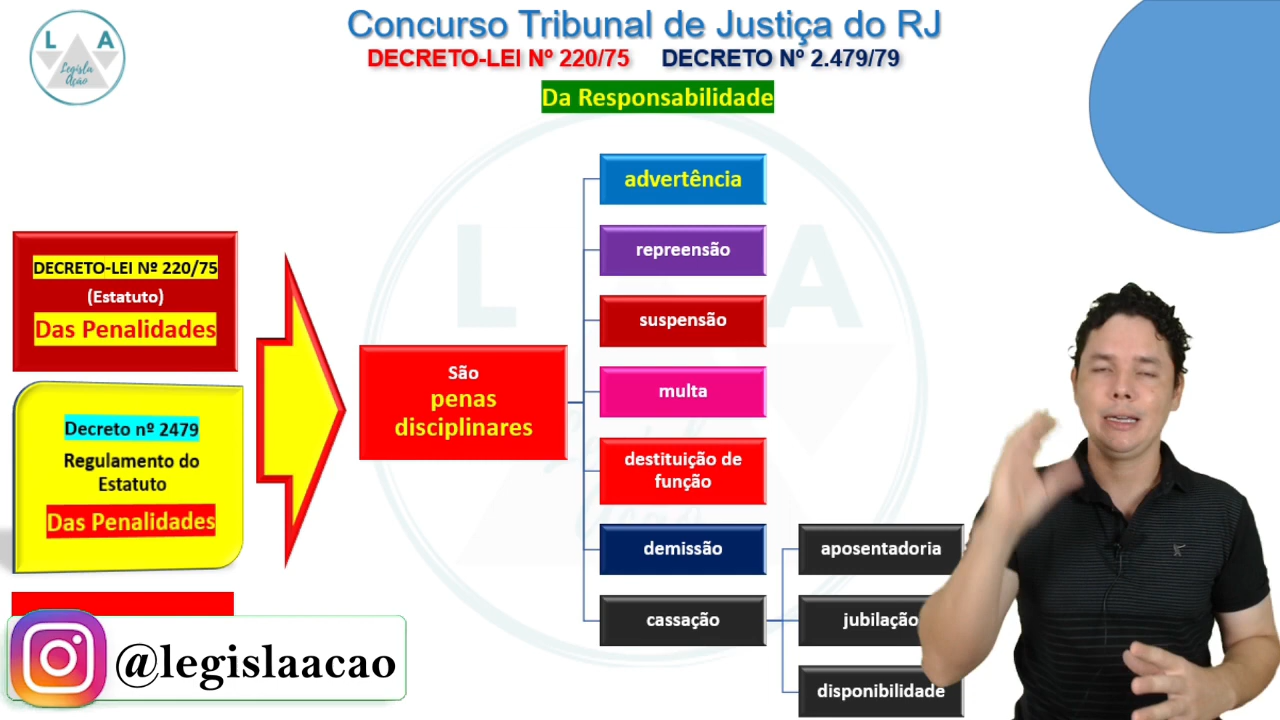 L A
Legisla
Ação
Concurso Tribunal de Justiça do RJ
DECRETO-LEI Nº 220/75 DECRETO Nº 2.479/79
Da Responsabilidade
DECRETO-LEI Nº 220/75
(Estatuto)
Das Penalidades
Decreto nº 2479
Regulamento do
Estatuto
Das Penalidades
São
penas
disciplinares
advertência
repreensão
suspensão
multa
destituição de
função
demissão
cassação
aposentadoria
jubilação
disponibilidade
L A
@legislaacao